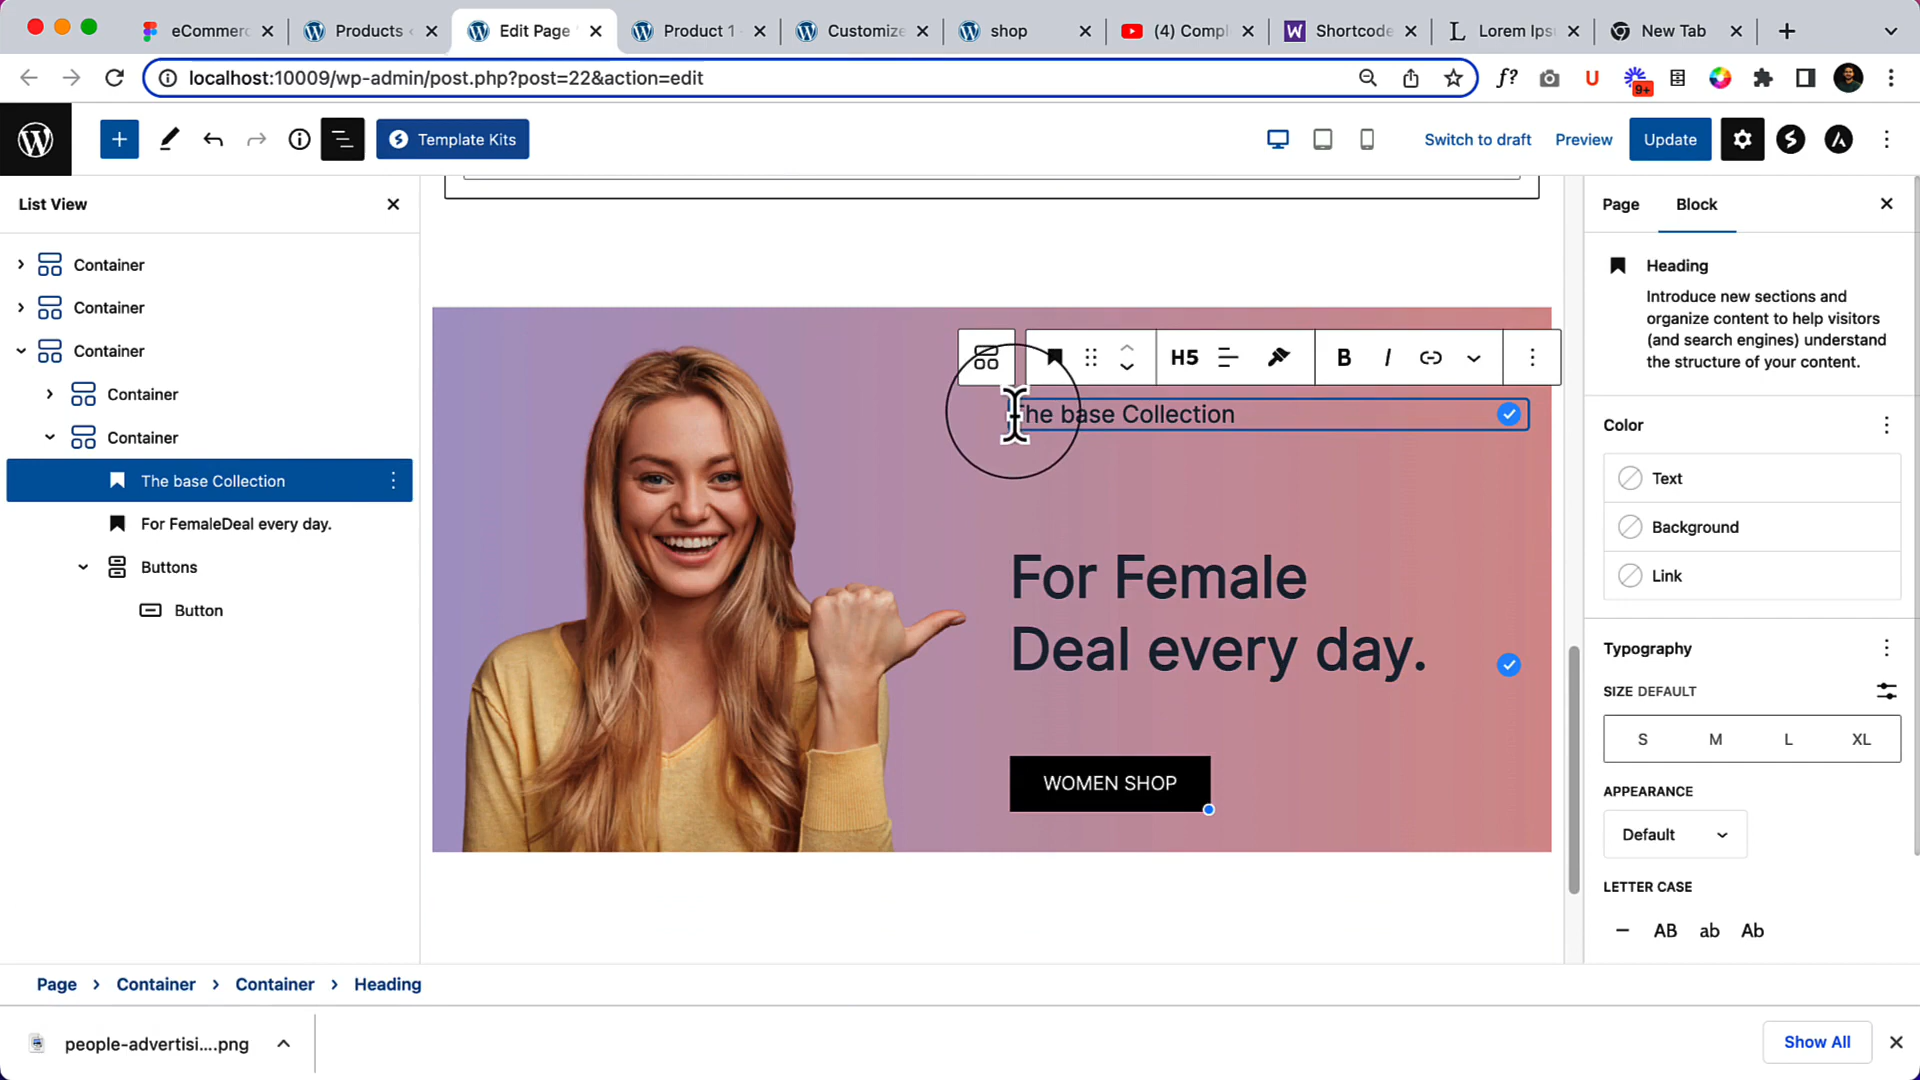 eCommerc
Products
Edit Page
Product 1
Customize
shop
(4) Compl
Shortcode
Lorem Ips
New Tab
localhost:10009/wp-admin/post.php?post=22&action=edit
9+
Template Kits
Switch to draft
Preview
Update
List View
Container
Container
Container
Container
Container
The base Collection
For FemaleDeal every day.
Buttons
Button
H5
B I
The base Collection
For Female
Deal every day.
WOMEN SHOP
Page
Block
Heading
Introduce new sections and
organize content to help visitors
(and search engines) understand
the structure of your content.
Color
Text
Background
Link
Typography
SIZE DEFAULT
S M L XL
APPEARANCE
Default
LETTER CASE
– AB ab Ab
Page > Container > Container > Heading
people-advertisi....png
Show All